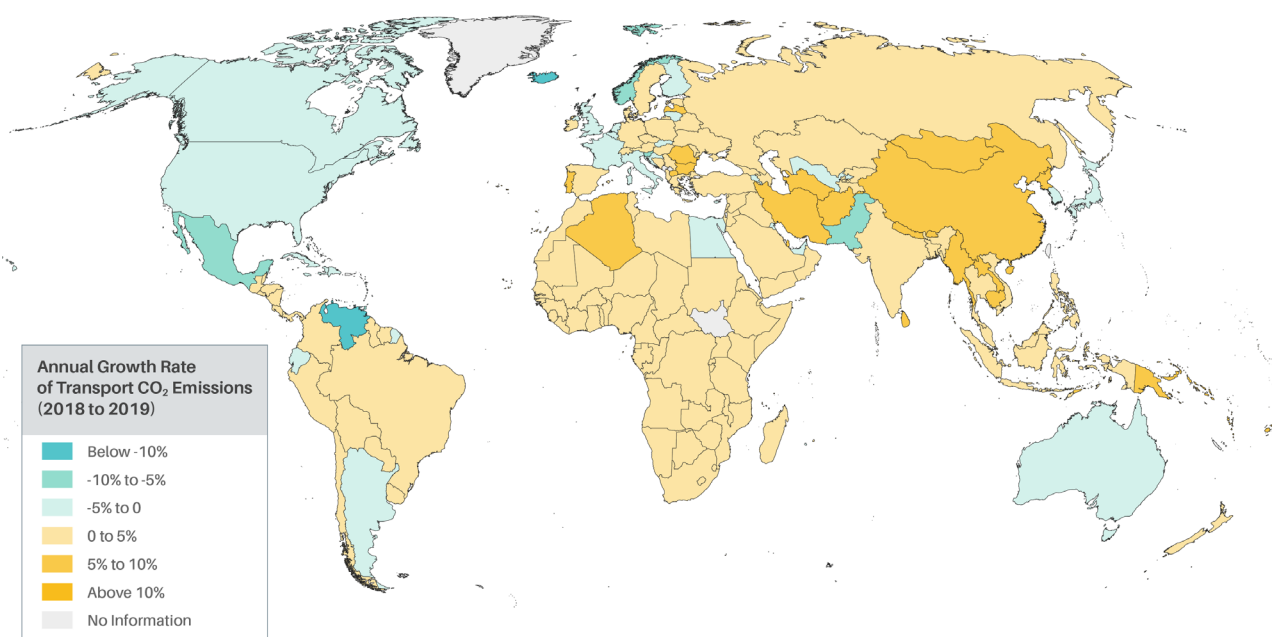 Annual Growth Rate
of Transport CO₂ Emissions
(2018 to 2019)
Below -10%
-10% to -5%
-5% to 0
0 to 5%
5% to 10%
Above 10%
No Information